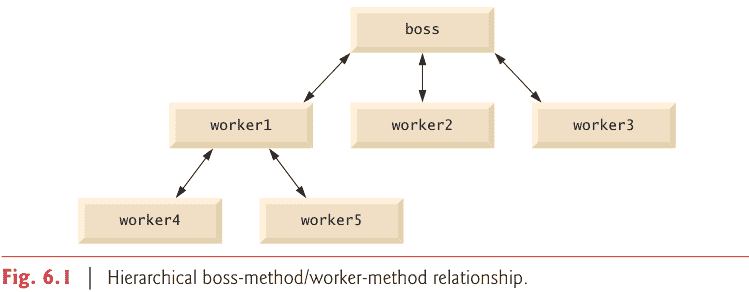 boss
worker1
worker2
worker3
worker4
worker5
Fig. 6.1 | Hierarchical boss-method/worker-method relationship.